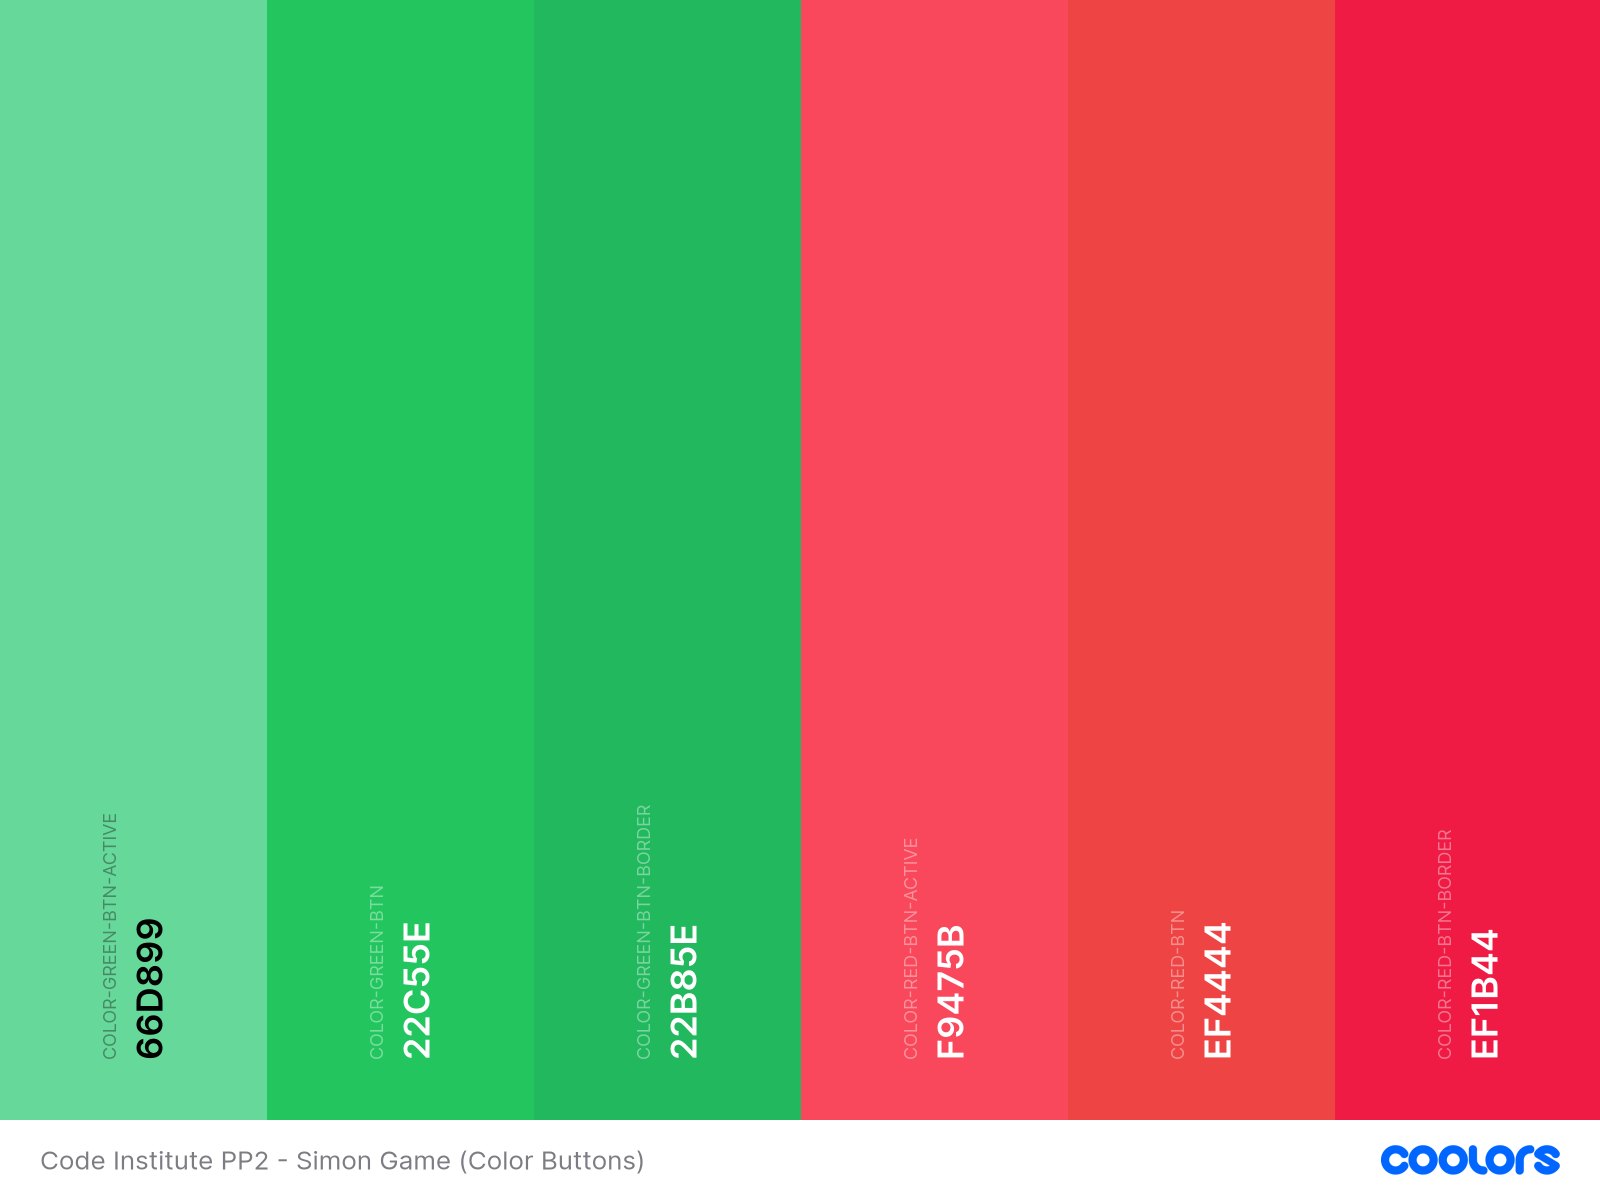 COLOR-GREEN-BTN-ACTIVE
66D899
COLOR-GREEN-BTN
22C55E
COLOR-GREEN-BTN-BORDER
22B85E
COLOR-RED-BTN-ACTIVE
F9475B
COLOR-RED-BTN
EF4444
COLOR-RED-BTN-BORDER
EF1B44
Code Institute PP2 - Simon Game (Color Buttons)
coolors